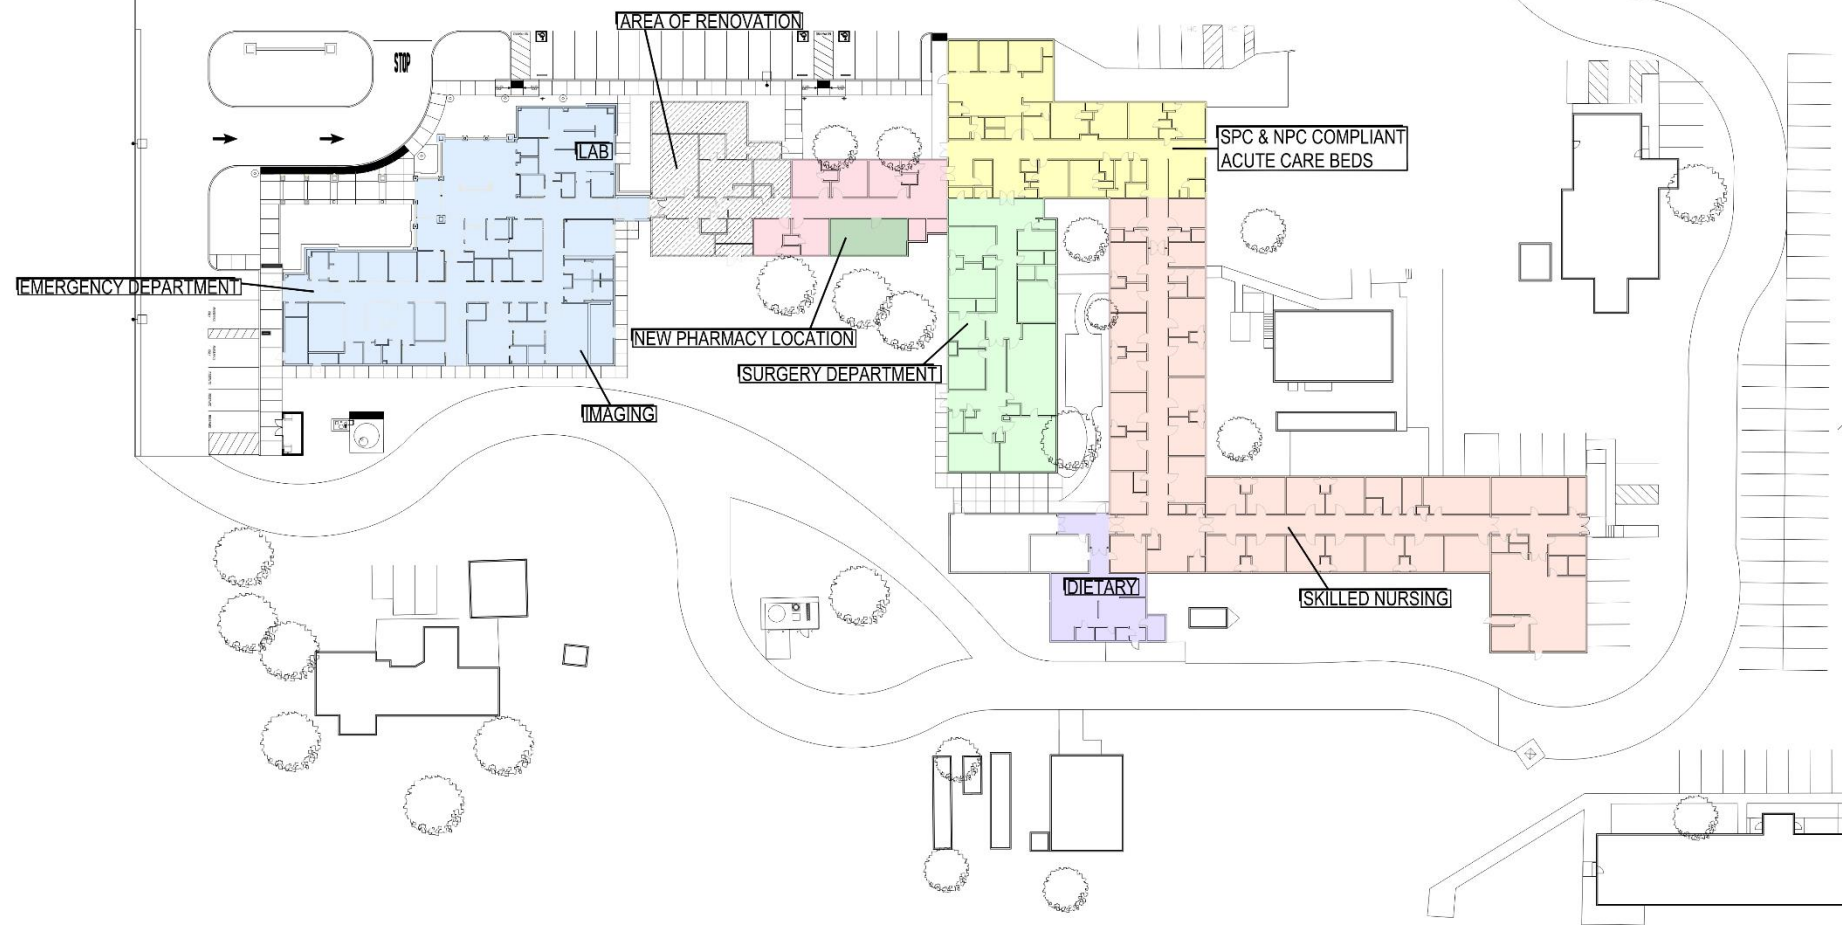 AREA OF RENOVATION
STOP
LAB
SPC & NPC COMPLIANT
ACUTE CARE BEDS
EMERGENCY DEPARTMENT
NEW PHARMACY LOCATION
SURGERY DEPARTMENT
IMAGING
DIETARY
SKILLED NURSING